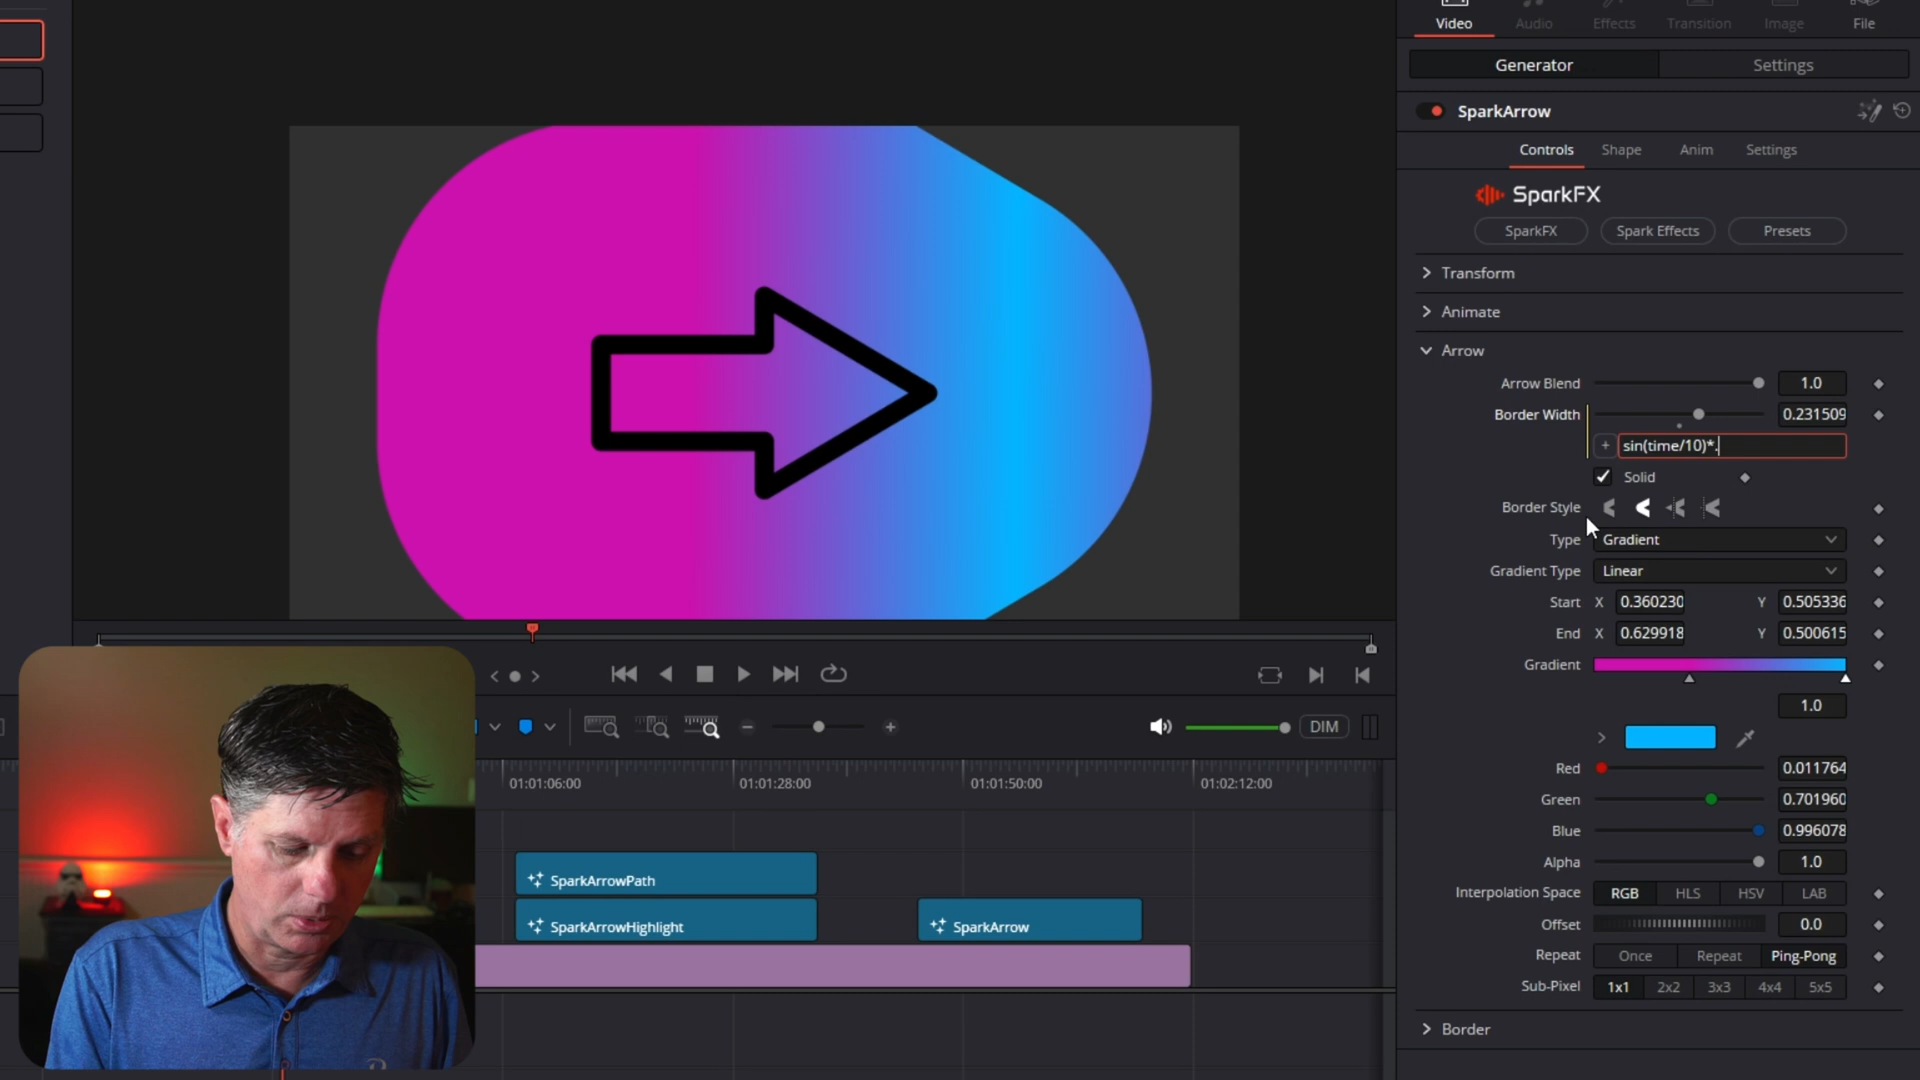 Video Audio Effects Transition Image File
Generator Settings
SparkArrow
Controls Shape Anim Settings
SparkFX
SparkFX Spark Effects Presets
Transform
Animate
Arrow
Arrow Blend 1.0
Border Width 0.231509
+ sin(time/10)*.
Solid
Border Style
Type Gradient
Gradient Type Linear
Start X 0.360230 Y 0.505336
End X 0.629918 Y 0.500615
Gradient
1.0
Red 0.011764
Green 0.701960
Blue 0.996078
Alpha 1.0
Interpolation Space RGB HLS HSV LAB
Offset 0.0
Repeat Once Repeat Ping-Pong
Sub-Pixel 1x1 2x2 3x3 4x4 5x5
Border
DIM
01:01:06:00 01:01:28:00 01:01:50:00 01:02:12:00
SparkArrowPath
SparkArrowHighlight SparkArrow